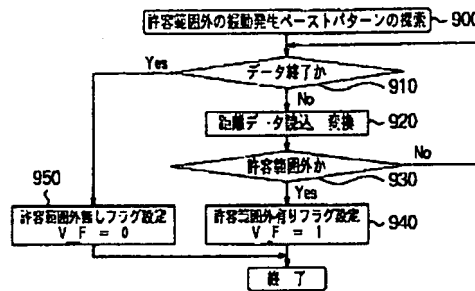 許容範囲外の振動発生ペーストパターンの探索
900
Yes
データ終了か
910
No
距離データ読込 変換
920
許容範囲外か
No
930
950
Yes
許容範囲外無しフラグ設定
V_F = 0
許容範囲外有りフラグ設定
V_F = 1
940
終了